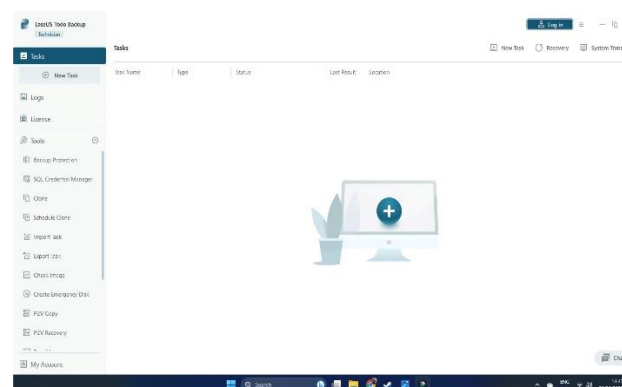 EaseUS Todo Backup
Technician
Log in
Tasks
Tasks
New Task
Recovery
System Trans
New Task
Task Name
Type
Status
Last Result
Location
Logs
License
Tools
Backup Protection
SQL Credential Manager
Clone
Schedule Clone
Import Task
Export Task
Check Image
Create Emergency Disk
P2V Copy
P2V Recovery
My Account
Search
ENG